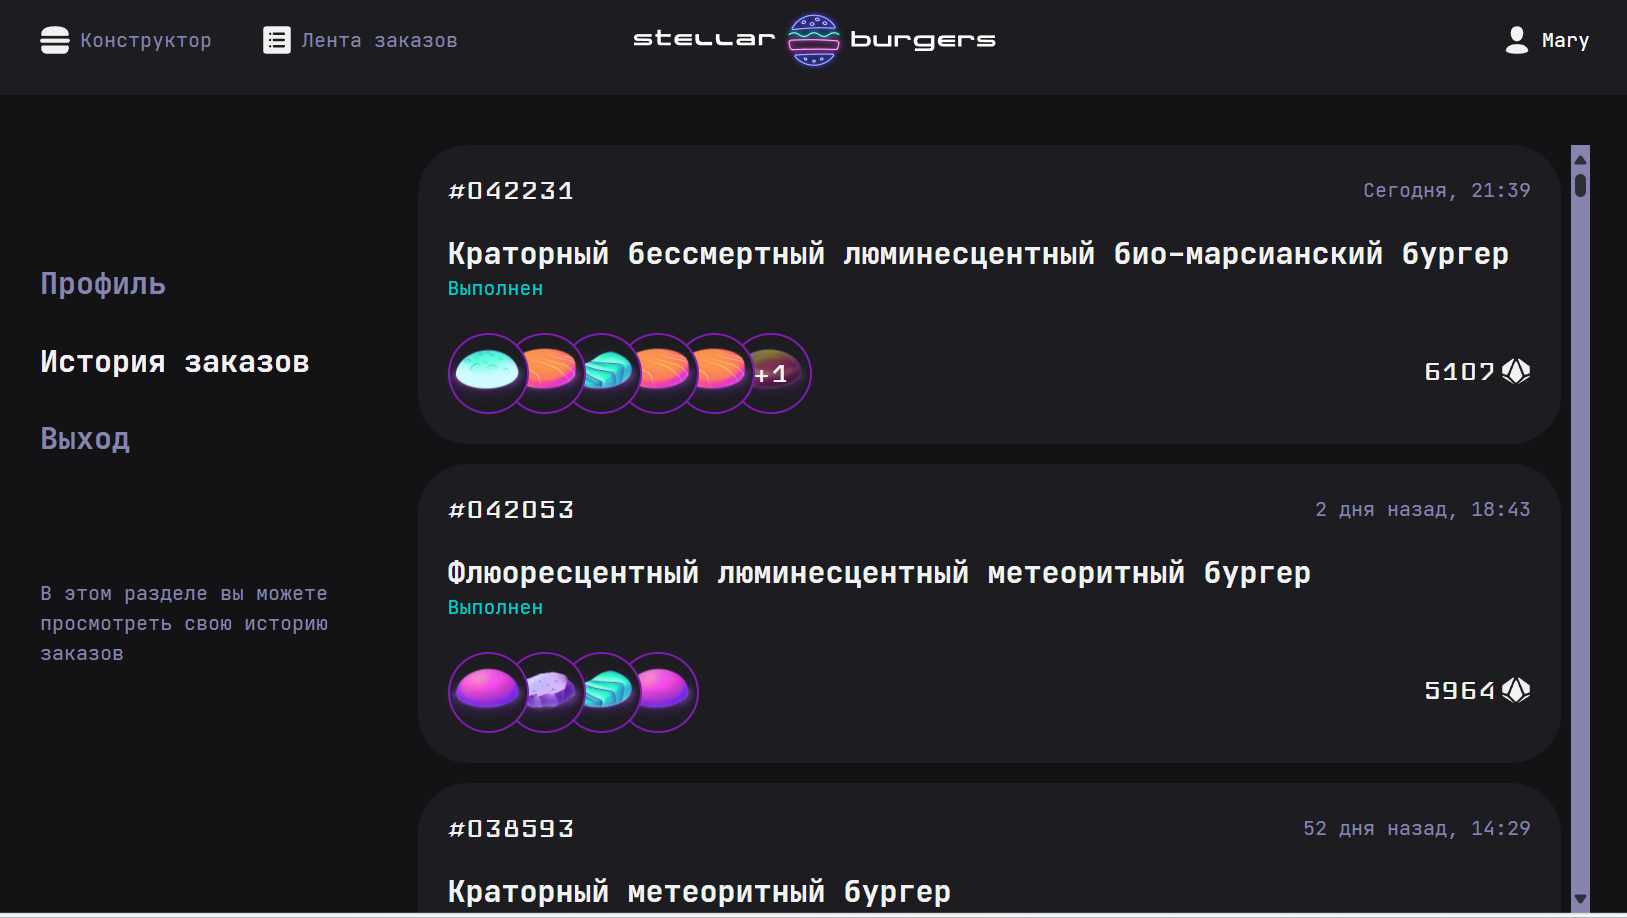 Конструктор
Лента заказов
stellar burgers
Mary
Профиль
История заказов
Выход
В этом разделе вы можете
просмотреть свою историю
заказов
#042231
Сегодня, 21:39
Краторный бессмертный люминесцентный био-марсианский бургер
Выполнен
+1
6107
#042053
2 дня назад, 18:43
Флюоресцентный люминесцентный метеоритный бургер
Выполнен
5964
#038593
52 дня назад, 14:29
Краторный метеоритный бургер